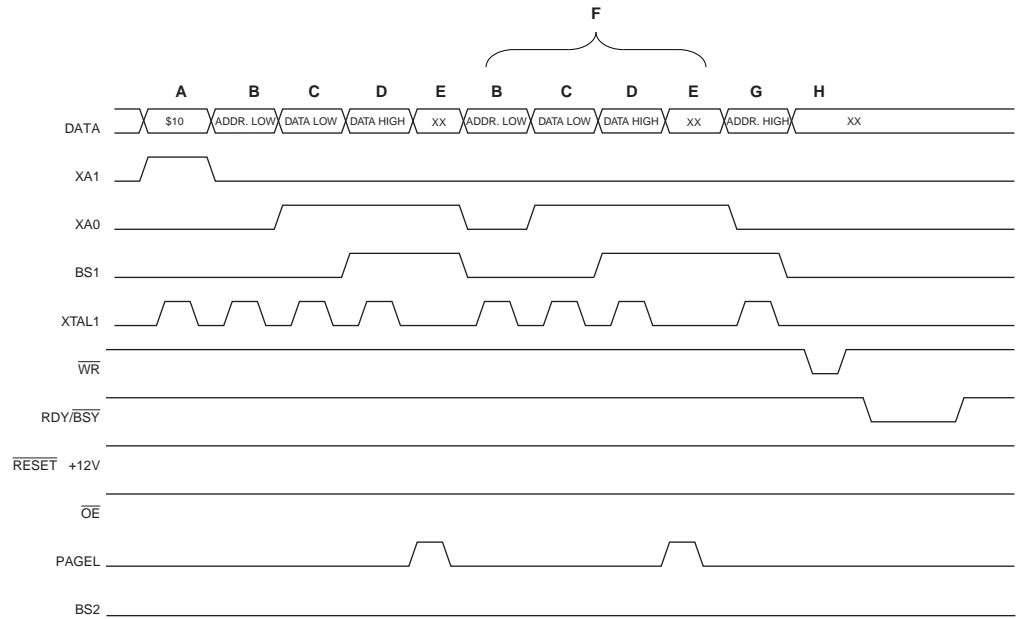 F
A B C D E B C D E G H
DATA $10 ADDR. LOW DATA LOW DATA HIGH XX ADDR. LOW DATA LOW DATA HIGH XX ADDR. HIGH XX
XA1
XA0
BS1
XTAL1
WR
RDY/BSY
RESET +12V
OE
PAGEL
BS2